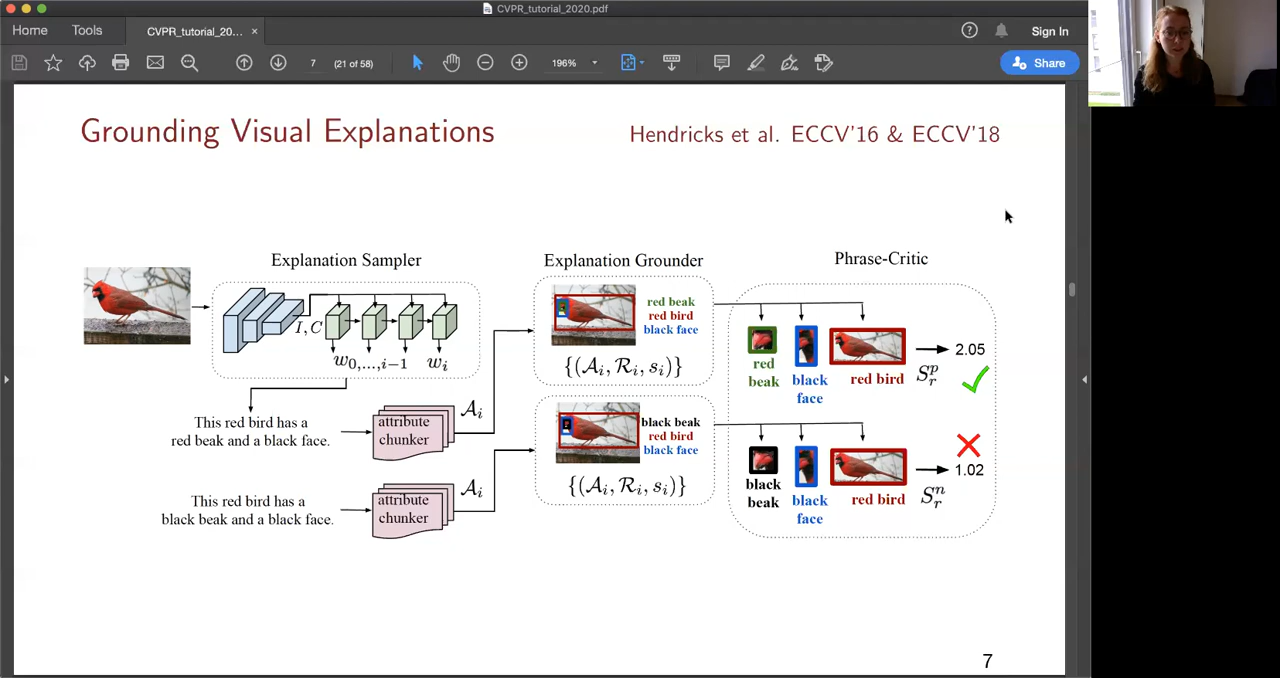 CVPR_tutorial_2020.pdf
Home
Tools
CVPR_tutorial_20... ×
Sign In
7 (21 of 58)
196%
Share
Grounding Visual Explanations
Hendricks et al. ECCV'16 & ECCV'18
Explanation Sampler
Explanation Grounder
Phrase-Critic
I, C
w0,...,i−1
wi
red beak
red bird
black face
{(𝒜i, ℛi, si)}
red
beak
black
face
red bird
2.05
S_r^p
This red bird has a
red beak and a black face.
attribute
chunker
𝒜i
This red bird has a
black beak and a black face.
attribute
chunker
𝒜i
black beak
red bird
black face
{(𝒜i, ℛi, si)}
black
beak
black
face
red bird
1.02
S_r^n
7